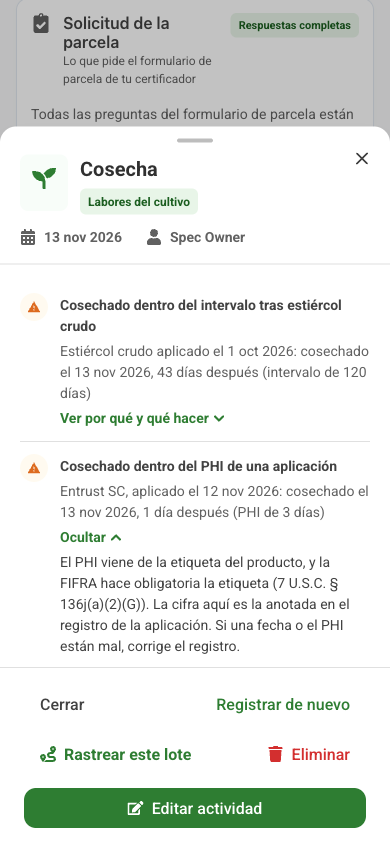 Solicitud de la
parcela
Respuestas completas
Lo que pide el formulario de
parcela de tu certificador
Todas las preguntas del formulario de parcela están
Cosecha
Labores del cultivo
13 nov 2026
Spec Owner
Cosechado dentro del intervalo tras estiércol
crudo
Estiércol crudo aplicado el 1 oct 2026: cosechado
el 13 nov 2026, 43 días después (intervalo de 120
días)
Ver por qué y qué hacer
Cosechado dentro del PHI de una aplicación
Entrust SC, aplicado el 12 nov 2026: cosechado el
13 nov 2026, 1 día después (PHI de 3 días)
Ocultar
El PHI viene de la etiqueta del producto, y la
FIFRA hace obligatoria la etiqueta (7 U.S.C. §
136j(a)(2)(G)). La cifra aquí es la anotada en el
registro de la aplicación. Si una fecha o el PHI
están mal, corrige el registro.
Cerrar
Registrar de nuevo
Rastrear este lote
Eliminar
Editar actividad